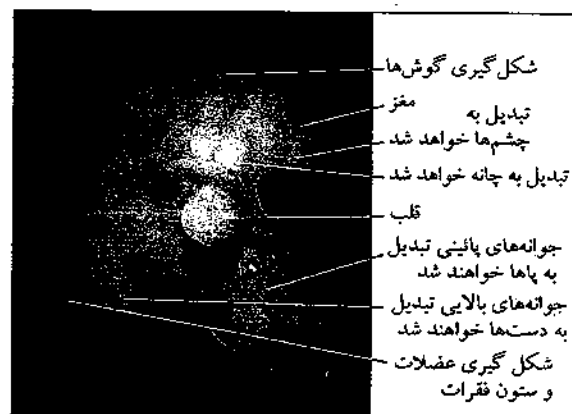 شکل‌گیری گوش‌ها
مغز
تبدیل به
چشم‌ها خواهد شد
تبدیل به چانه خواهد شد
قلب
جوانه‌های پائینی تبدیل
به پاها خواهند شد
جوانه‌های بالایی تبدیل
به دست‌ها خواهند شد
شکل گیری عضلات
و ستون فقرات